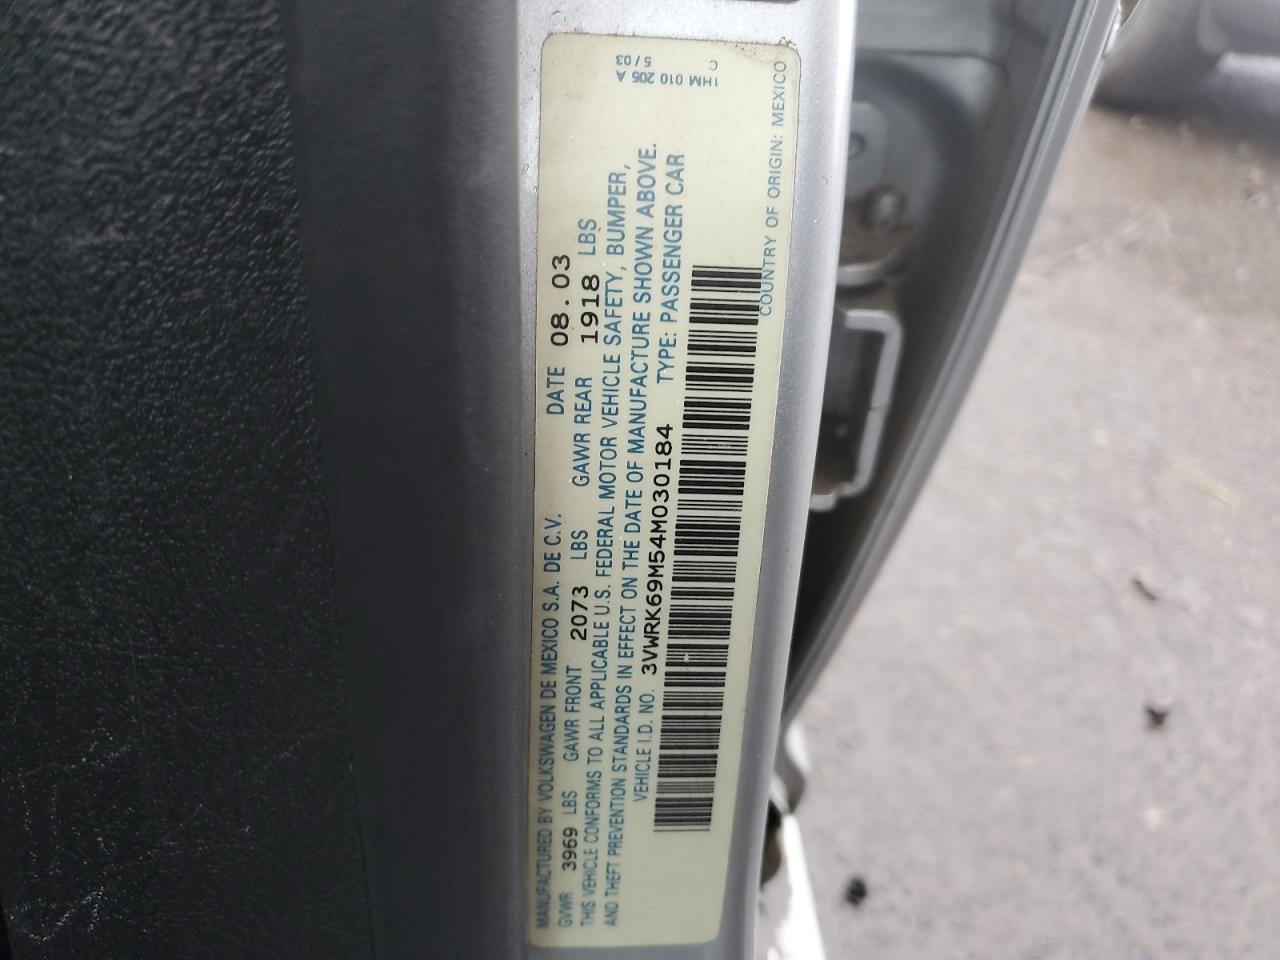 MANUFACTURED BY VOLKSWAGEN DE MEXICO S.A. DE C.V. DATE 08.03
GVWR 3969 LBS GAWR FRONT 2073 LBS GAWR REAR 1918 LBS
THIS VEHICLE CONFORMS TO ALL APPLICABLE U.S. FEDERAL MOTOR VEHICLE SAFETY, BUMPER,
AND THEFT PREVENTION STANDARDS IN EFFECT ON THE DATE OF MANUFACTURE SHOWN ABOVE.
VEHICLE I.D. NO. 3VWRK69M54M030184 TYPE: PASSENGER CAR
COUNTRY OF ORIGIN: MEXICO
1HM 010 205 A
5/03 C